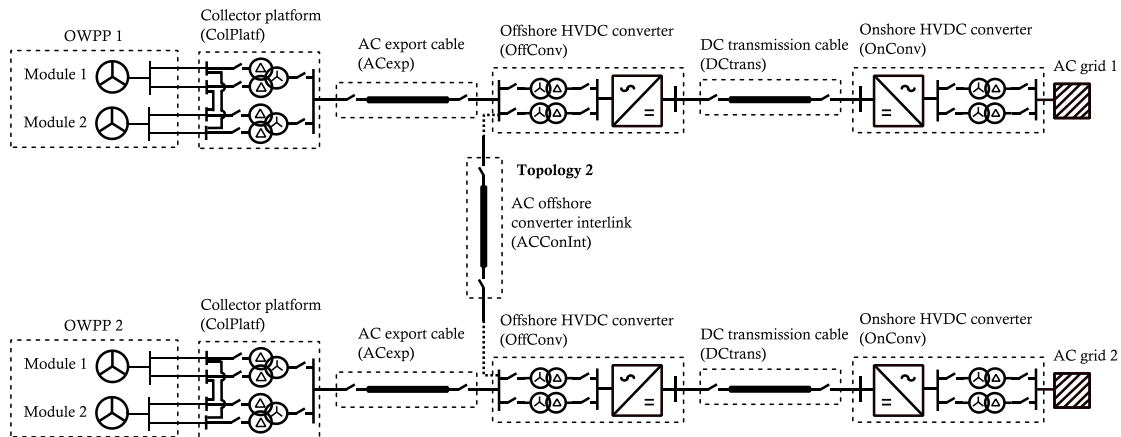 OWPP 1
Module 1
Module 2
Collector platform
(ColPlatf)
AC export cable
(ACexp)
Offshore HVDC converter
(OffConv)
DC transmission cable
(DCtrans)
Onshore HVDC converter
(OnConv)
AC grid 1
Topology 2
AC offshore
converter interlink
(ACConInt)
OWPP 2
Module 1
Module 2
Collector platform
(ColPlatf)
AC export cable
(ACexp)
Offshore HVDC converter
(OffConv)
DC transmission cable
(DCtrans)
Onshore HVDC converter
(OnConv)
AC grid 2